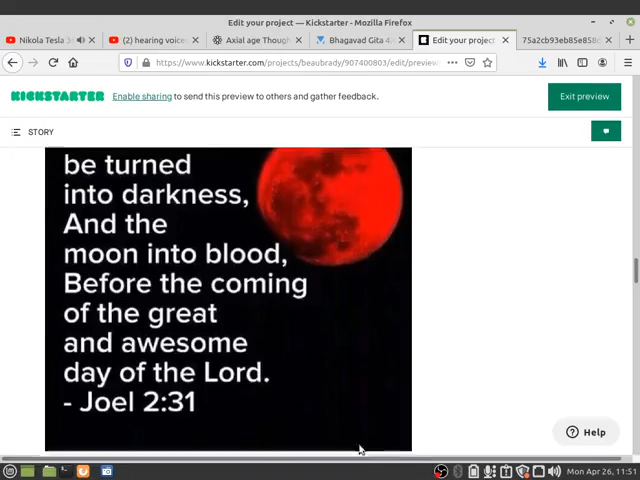 Edit your project — Kickstarter - Mozilla Firefox
Nikola Tesla 3
(2) hearing voice
Axial age Though
Bhagavad Gita 4
Edit your project
75a2cb93eb85e858
https://www.kickstarter.com/projects/beaubrady/907400803/edit/preview
KICKSTARTER
Enable sharing to send this preview to others and gather feedback.
Exit preview
STORY
be turned
into darkness,
And the
moon into blood,
Before the coming
of the great
and awesome
day of the Lord.
- Joel 2:31
Help
Mon Apr 26, 11:51